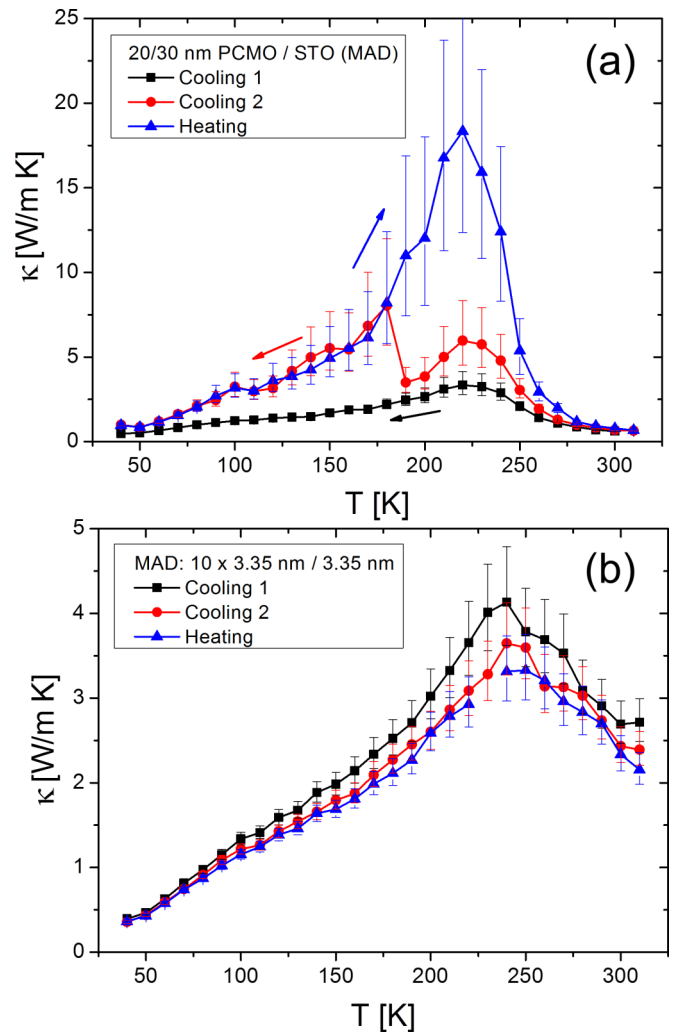 25
20
15
10
5
0
κ [W/m K]
20/30 nm PCMO / STO (MAD)
Cooling 1
Cooling 2
Heating
(a)
50 100 150 200 250 300
T [K]
5
4
3
2
1
0
κ [W/m K]
MAD: 10 x 3.35 nm / 3.35 nm
Cooling 1
Cooling 2
Heating
(b)
50 100 150 200 250 300
T [K]